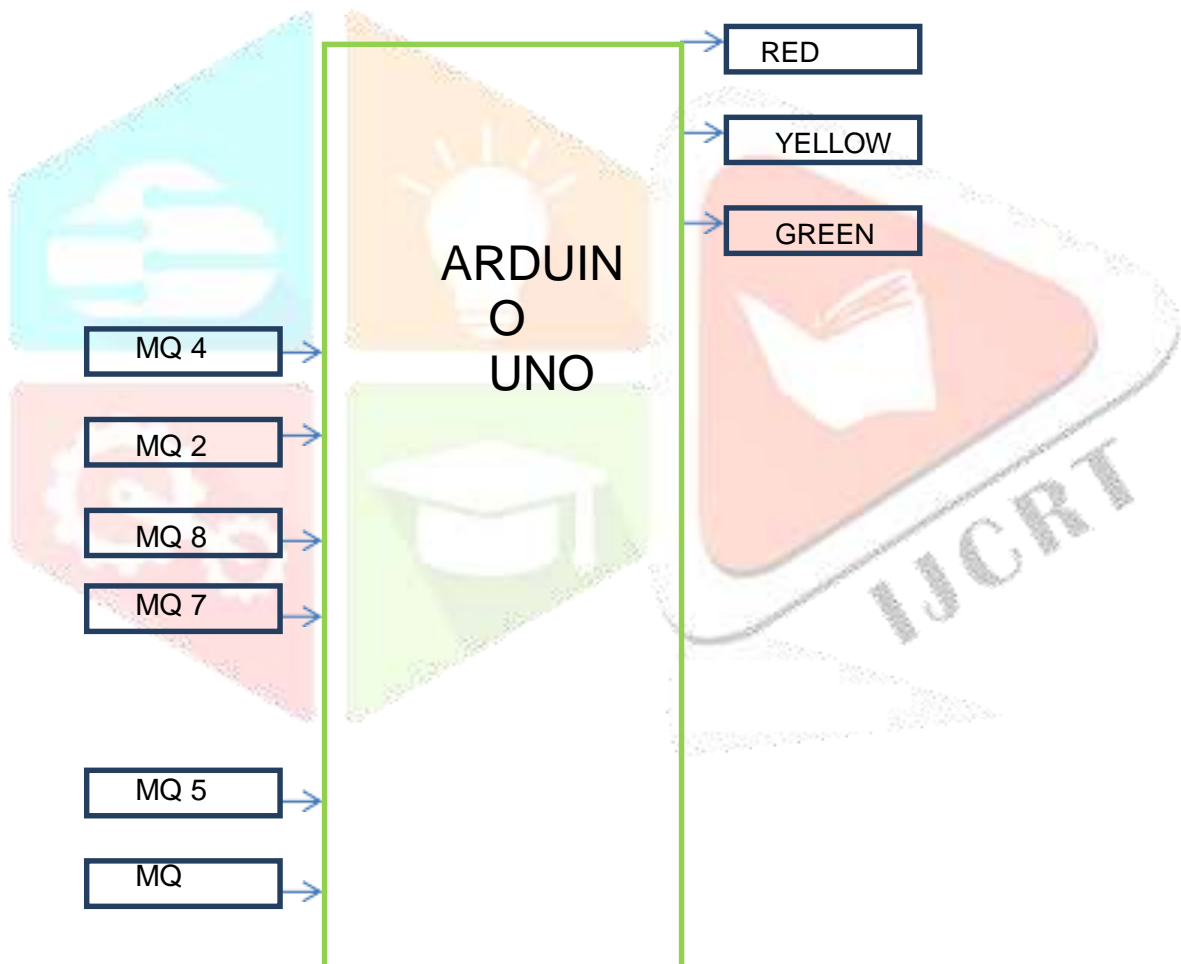 RED
YELLOW
GREEN
ARDUIN
O
UNO
MQ 4
MQ 2
MQ 8
MQ 7
MQ 5
MQ
IJCRT